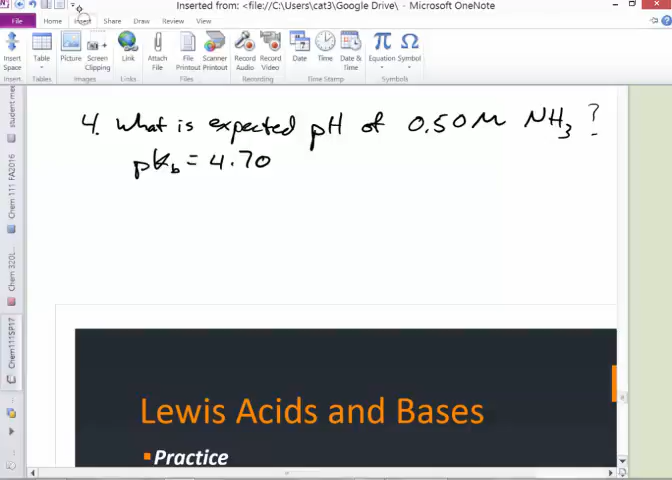 Inserted from: <file://C:\Users\cat3\Google Drive\ - Microsoft OneNote
File Home Insert Share Draw Review View
Insert Space Table Picture Screen Clipping Link Attach File File Printout Scanner Printout Record Audio Record Video Date Time Date & Time Equation Symbol
Insert Tables Images Links Files Recording Time Stamp Symbols
4. What is expected pH of 0.50 M NH3 ?
pKb = 4.70
Chem 111 FA2016
Chem 320L
Chem111SP17
Lewis Acids and Bases
Practice